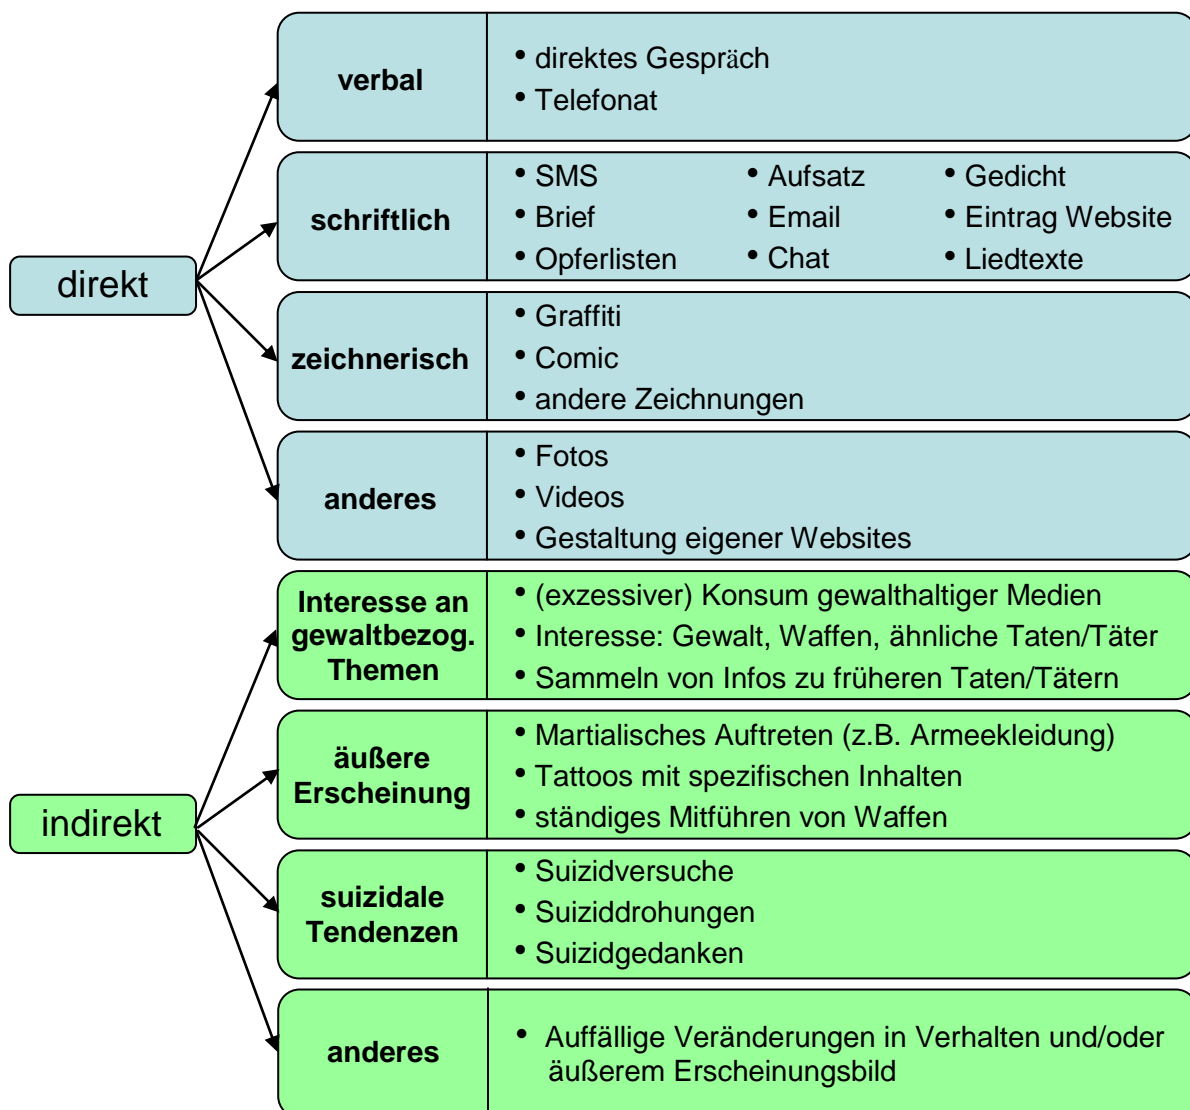 direkt
verbal
• direktes Gespräch
• Telefonat
schriftlich
• SMS • Aufsatz • Gedicht
• Brief • Email • Eintrag Website
• Opferlisten • Chat • Liedtexte
zeichnerisch
• Graffiti
• Comic
• andere Zeichnungen
anderes
• Fotos
• Videos
• Gestaltung eigener Websites
indirekt
Interesse an
gewaltbezog.
Themen
• (exzessiver) Konsum gewalthaltiger Medien
• Interesse: Gewalt, Waffen, ähnliche Taten/Täter
• Sammeln von Infos zu früheren Taten/Tätern
äußere
Erscheinung
• Martialisches Auftreten (z.B. Armeekleidung)
• Tattoos mit spezifischen Inhalten
• ständiges Mitführen von Waffen
suizidale
Tendenzen
• Suizidversuche
• Suiziddrohungen
• Suizidgedanken
anderes
• Auffällige Veränderungen in Verhalten und/oder
äußerem Erscheinungsbild